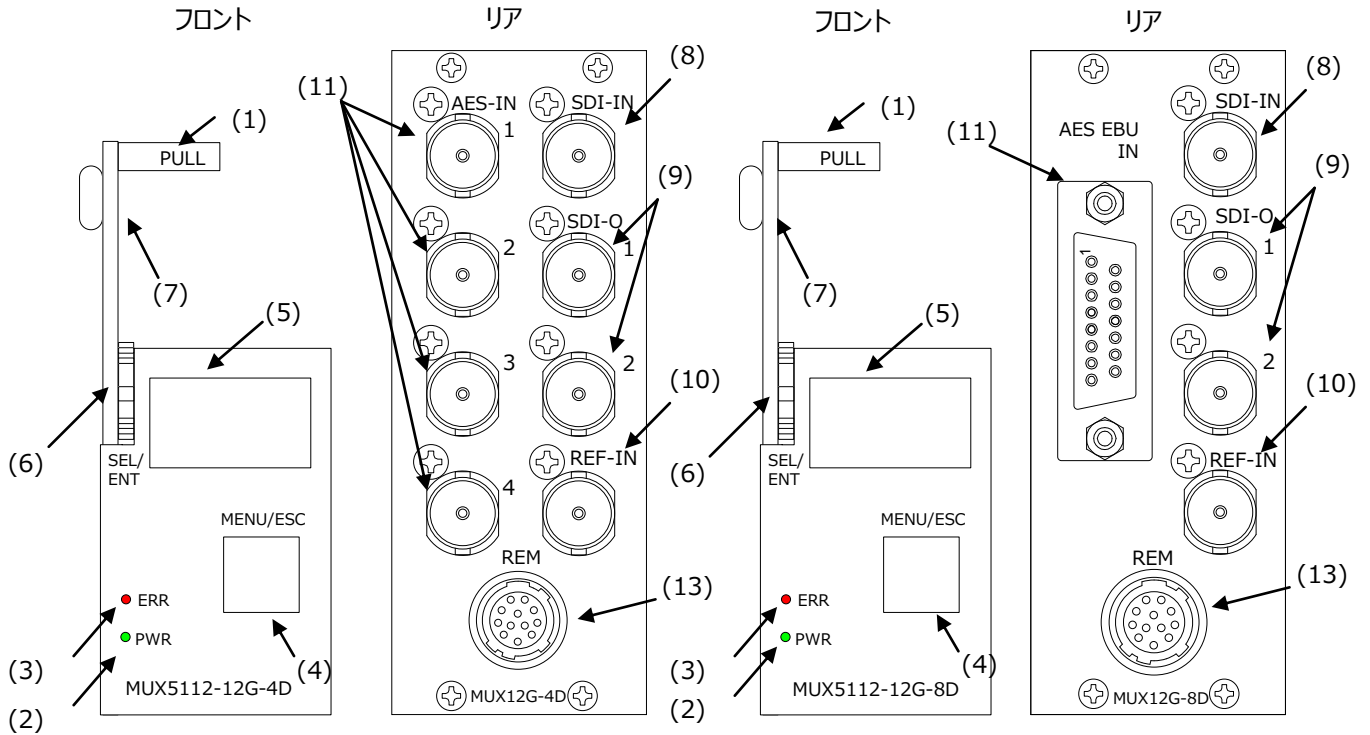 フロント
リア
フロント
リア
(1)
PULL
(7)
(5)
(6)
SEL/
ENT
MENU/ESC
ERR
PWR
(3)
(2)
(4)
MUX5112-12G-4D
(11)
AES-IN
SDI-IN
(8)
1
2
SDI-O
1
(9)
3
2
(10)
4
REF-IN
REM
(13)
MUX12G-4D
(1)
PULL
(7)
(5)
(6)
SEL/
ENT
MENU/ESC
ERR
PWR
(3)
(2)
(4)
MUX5112-12G-8D
(11)
AES EBU
IN
1
SDI-IN
(8)
SDI-O
1
(9)
2
(10)
REF-IN
REM
(13)
MUX12G-8D